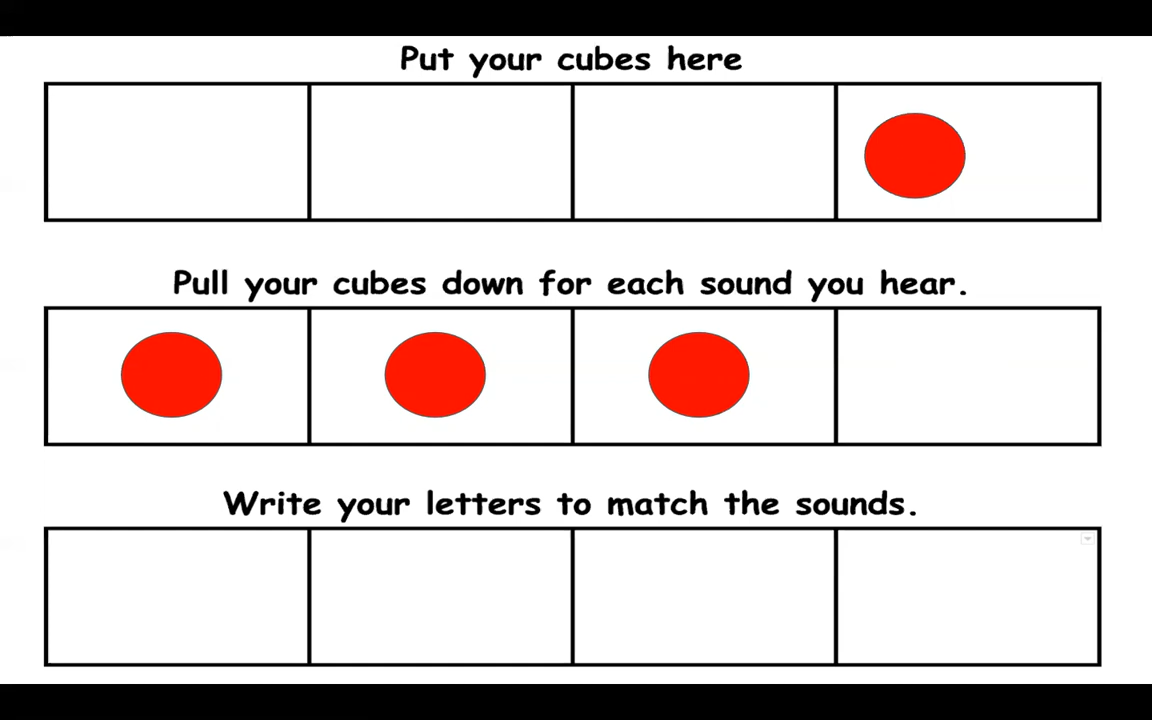 Put your cubes here
Pull your cubes down for each sound you hear.
Write your letters to match the sounds.